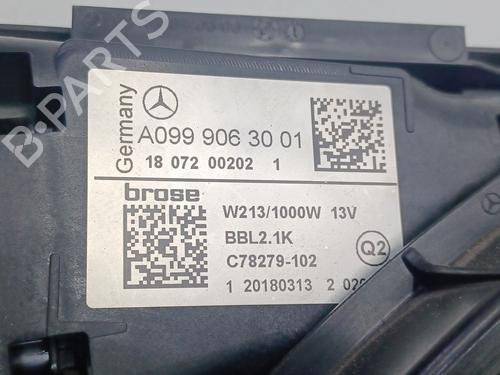 B-PARTS
Germany
A099 906 30 01
18 0720 00202 1
brose
W213/1000W 13V
BBL2.1K
C78279-102
Q2
1 20180313 2